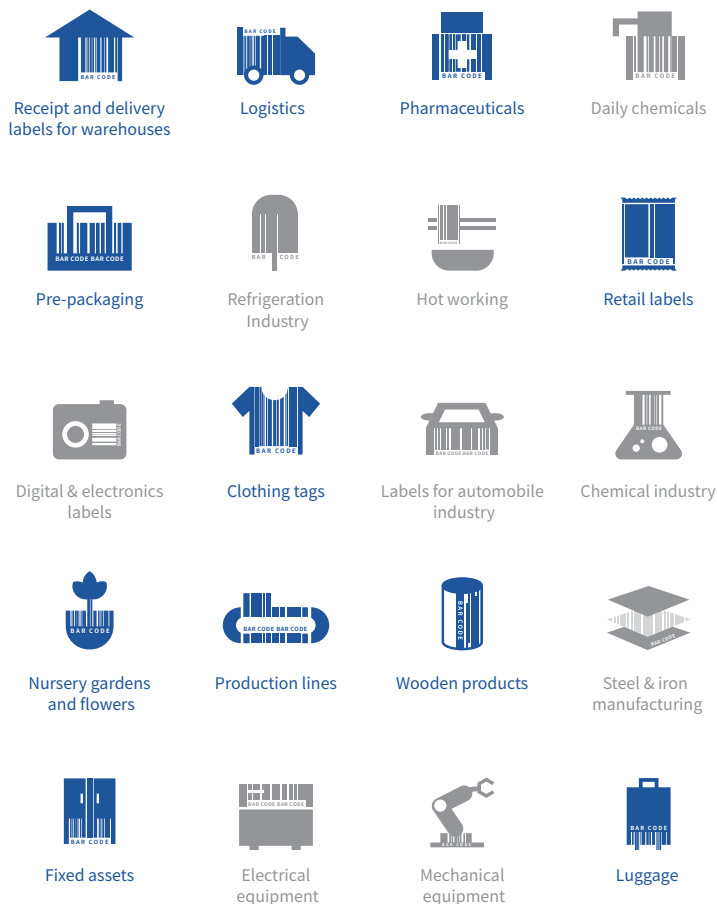 BAR CODE
BAR CODE
BAR CODE
BAR CODE
Receipt and delivery
labels for warehouses
Logistics
Pharmaceuticals
Daily chemicals
BAR CODE BAR CODE
BAR CODE
BAR CODE
BAR CODE
Pre-packaging
Refrigeration
Industry
Hot working
Retail labels
BAR CODE
BAR CODE
BAR CODE BAR CODE
BAR CODE
Digital & electronics
labels
Clothing tags
Labels for automobile
industry
Chemical industry
BAR CODE
BAR CODE BAR CODE
BAR CODE
BAR CODE
Nursery gardens
and flowers
Production lines
Wooden products
Steel & iron
manufacturing
BAR CODE
BAR CODE BAR CODE
BAR CODE
BAR CODE
Fixed assets
Electrical
equipment
Mechanical
equipment
Luggage